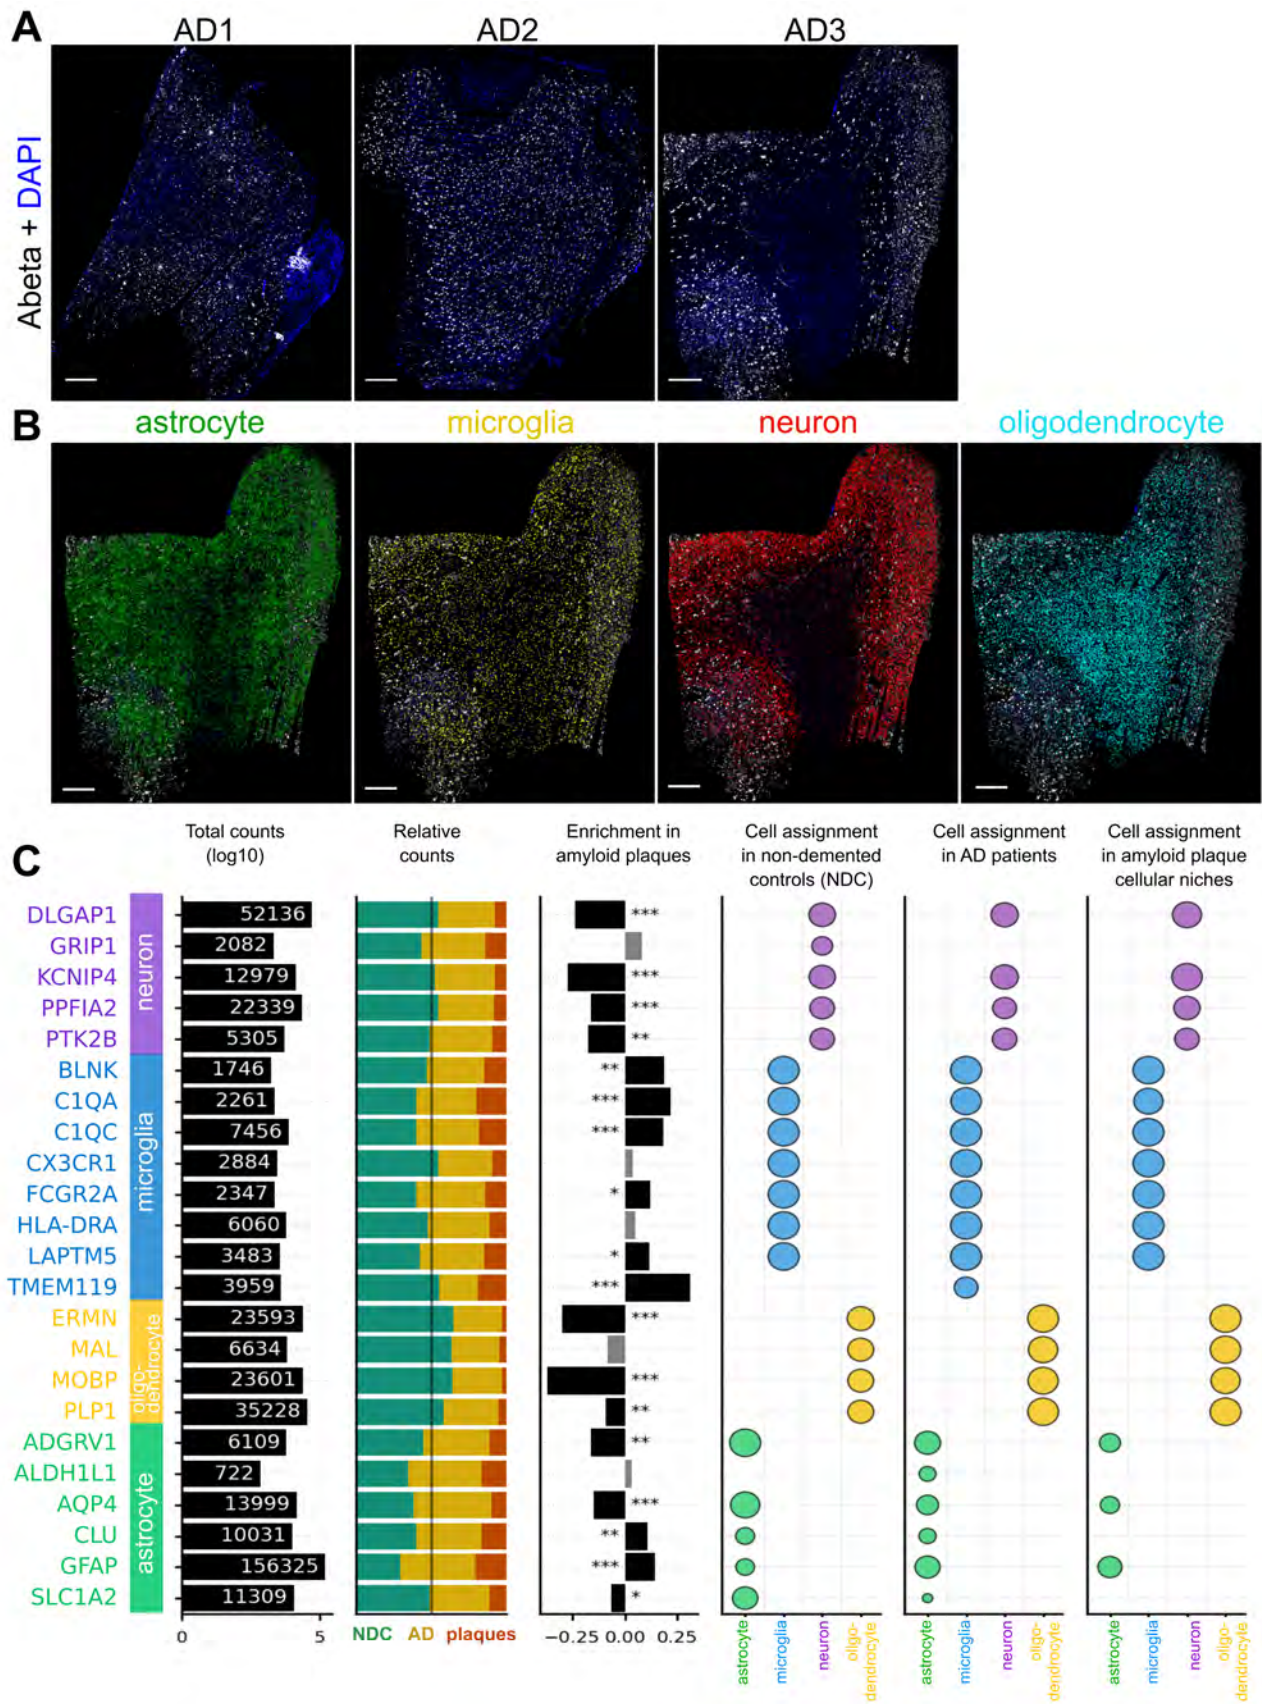 A
AD1
AD2
AD3
Abeta + DAPI
B
astrocyte
microglia
neuron
oligodendrocyte
C
Total counts
(log10)
Relative
counts
Enrichment in
amyloid plaques
Cell assignment
in non-demented
controls (NDC)
Cell assignment
in AD patients
Cell assignment
in amyloid plaque
cellular niches
neuron
DLGAP1 52136 ***
GRIP1 2082
KCNIP4 12979 ***
PPFIA2 22339 ***
PTK2B 5305 **
microglia
BLNK 1746 **
C1QA 2261 ***
C1QC 7456 ***
CX3CR1 2884
FCGR2A 2347 *
HLA-DRA 6060
LAPTM5 3483 *
TMEM119 3959 ***
oligo-
dendrocyte
ERMN 23593 ***
MAL 6634
MOBP 23601 ***
PLP1 35228 **
astrocyte
ADGRV1 6109 **
ALDH1L1 722
AQP4 13999 ***
CLU 10031 **
GFAP 156325 ***
SLC1A2 11309 *
0 5
NDC AD plaques
−0.25 0.00 0.25
astrocyte
microglia
neuron
oligo-
dendrocyte
astrocyte
microglia
neuron
oligo-
dendrocyte
astrocyte
microglia
neuron
oligo-
dendrocyte